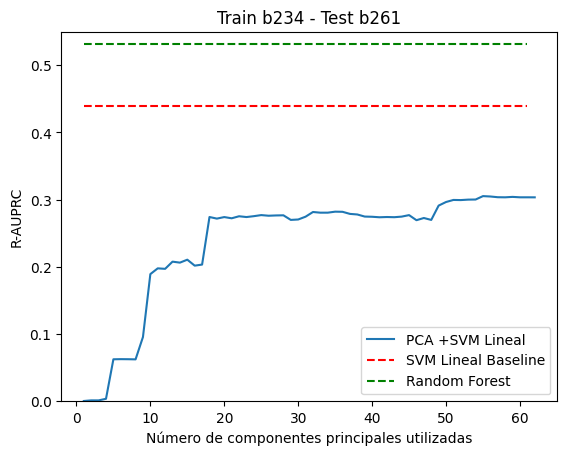 Train b234 - Test b261
R-AUPRC
0.5
0.4
0.3
0.2
0.1
0.0
0 10 20 30 40 50 60
Número de componentes principales utilizadas
PCA +SVM Lineal
SVM Lineal Baseline
Random Forest